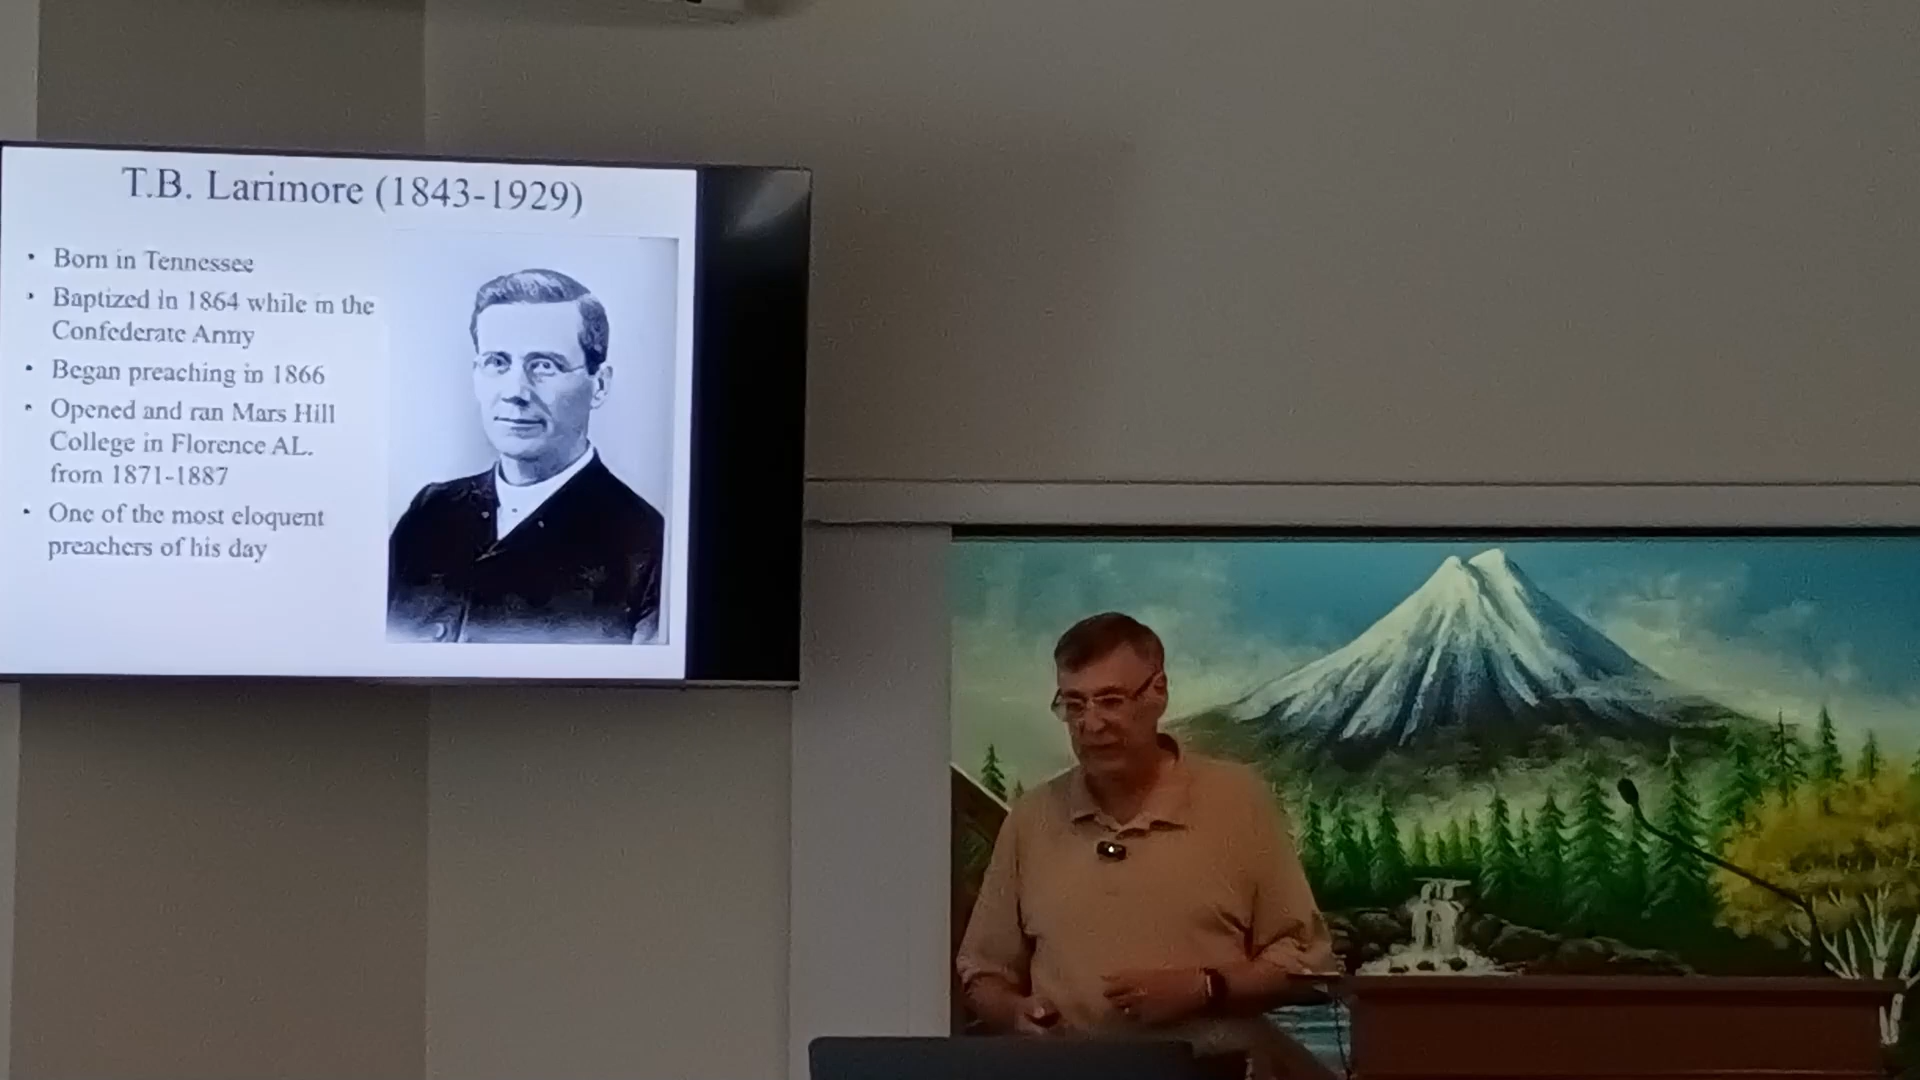 T.B. Larimore (1843-1929)
• Born in Tennessee
• Baptized in 1864 while in the
Confederate Army
• Began preaching in 1866
• Opened and ran Mars Hill
College in Florence AL.
from 1871-1887
• One of the most eloquent
preachers of his day